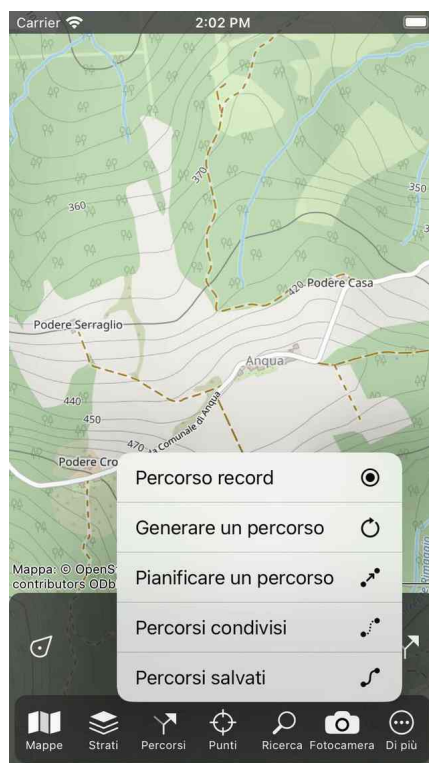 Carrier 2:02 PM
360
370
350
420
Podere Casa
Podere Serraglio
Anqua
440
450
470
Comunale di Anqua
Podere Cro
Mappa: © OpenS
contributors ODb
Rimaggio
Percorso record
Generare un percorso
Pianificare un percorso
Percorsi condivisi
Percorsi salvati
Mappe Strati Percorsi Punti Ricerca Fotocamera Di più